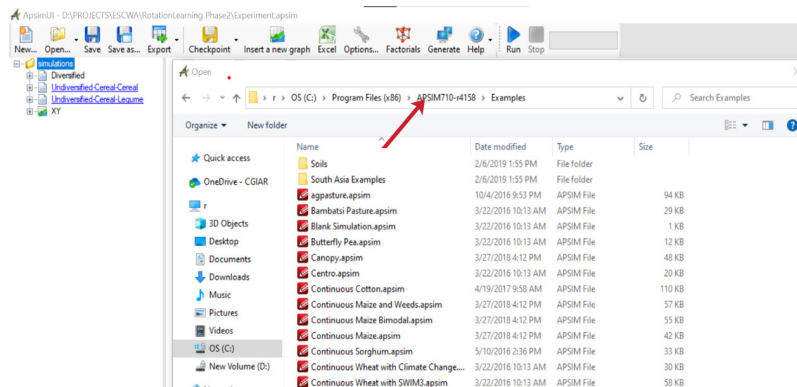 ApsimUI - D:\PROJECTS\ESCWA\RotationLearning Phase2\Experiment.apsim
New... Open... Save Save as... Export Checkpoint Insert a new graph Excel Options... Factorials Generate Help Run Stop
simulations
Diversified
Undiversified-Cereal-Cereal
Undiversified-Cereal-Legume
XY
Open
r > OS (C:) > Program Files (x86) > APSIM710-r4158 > Examples
Search Examples
Organize New folder
Quick access
OneDrive - CGIAR
r
3D Objects
Desktop
Documents
Downloads
Music
Pictures
Videos
OS (C:)
New Volume (D:)
Name Date modified Type Size
Soils 2/6/2019 1:55 PM File folder
South Asia Examples 2/6/2019 1:55 PM File folder
agpasture.apsim 10/4/2016 9:53 PM APSIM File 94 KB
Bambatsi Pasture.apsim 3/22/2016 10:13 AM APSIM File 29 KB
Blank Simulation.apsim 3/22/2016 10:13 AM APSIM File 1 KB
Butterfly Pea.apsim 3/22/2016 10:13 AM APSIM File 12 KB
Canopy.apsim 3/27/2018 4:12 PM APSIM File 48 KB
Centro.apsim 3/22/2016 10:13 AM APSIM File 20 KB
Continuous Cotton.apsim 4/19/2017 9:58 AM APSIM File 110 KB
Continuous Maize and Weeds.apsim 3/27/2018 4:12 PM APSIM File 57 KB
Continuous Maize Bimodal.apsim 3/27/2018 4:12 PM APSIM File 55 KB
Continuous Maize.apsim 3/27/2018 4:12 PM APSIM File 42 KB
Continuous Sorghum.apsim 5/10/2016 2:36 PM APSIM File 33 KB
Continuous Wheat with Climate Change.... 3/22/2016 10:13 AM APSIM File 30 KB
Continuous Wheat with SWIM3.apsim 3/22/2016 10:13 AM APSIM File 58 KB